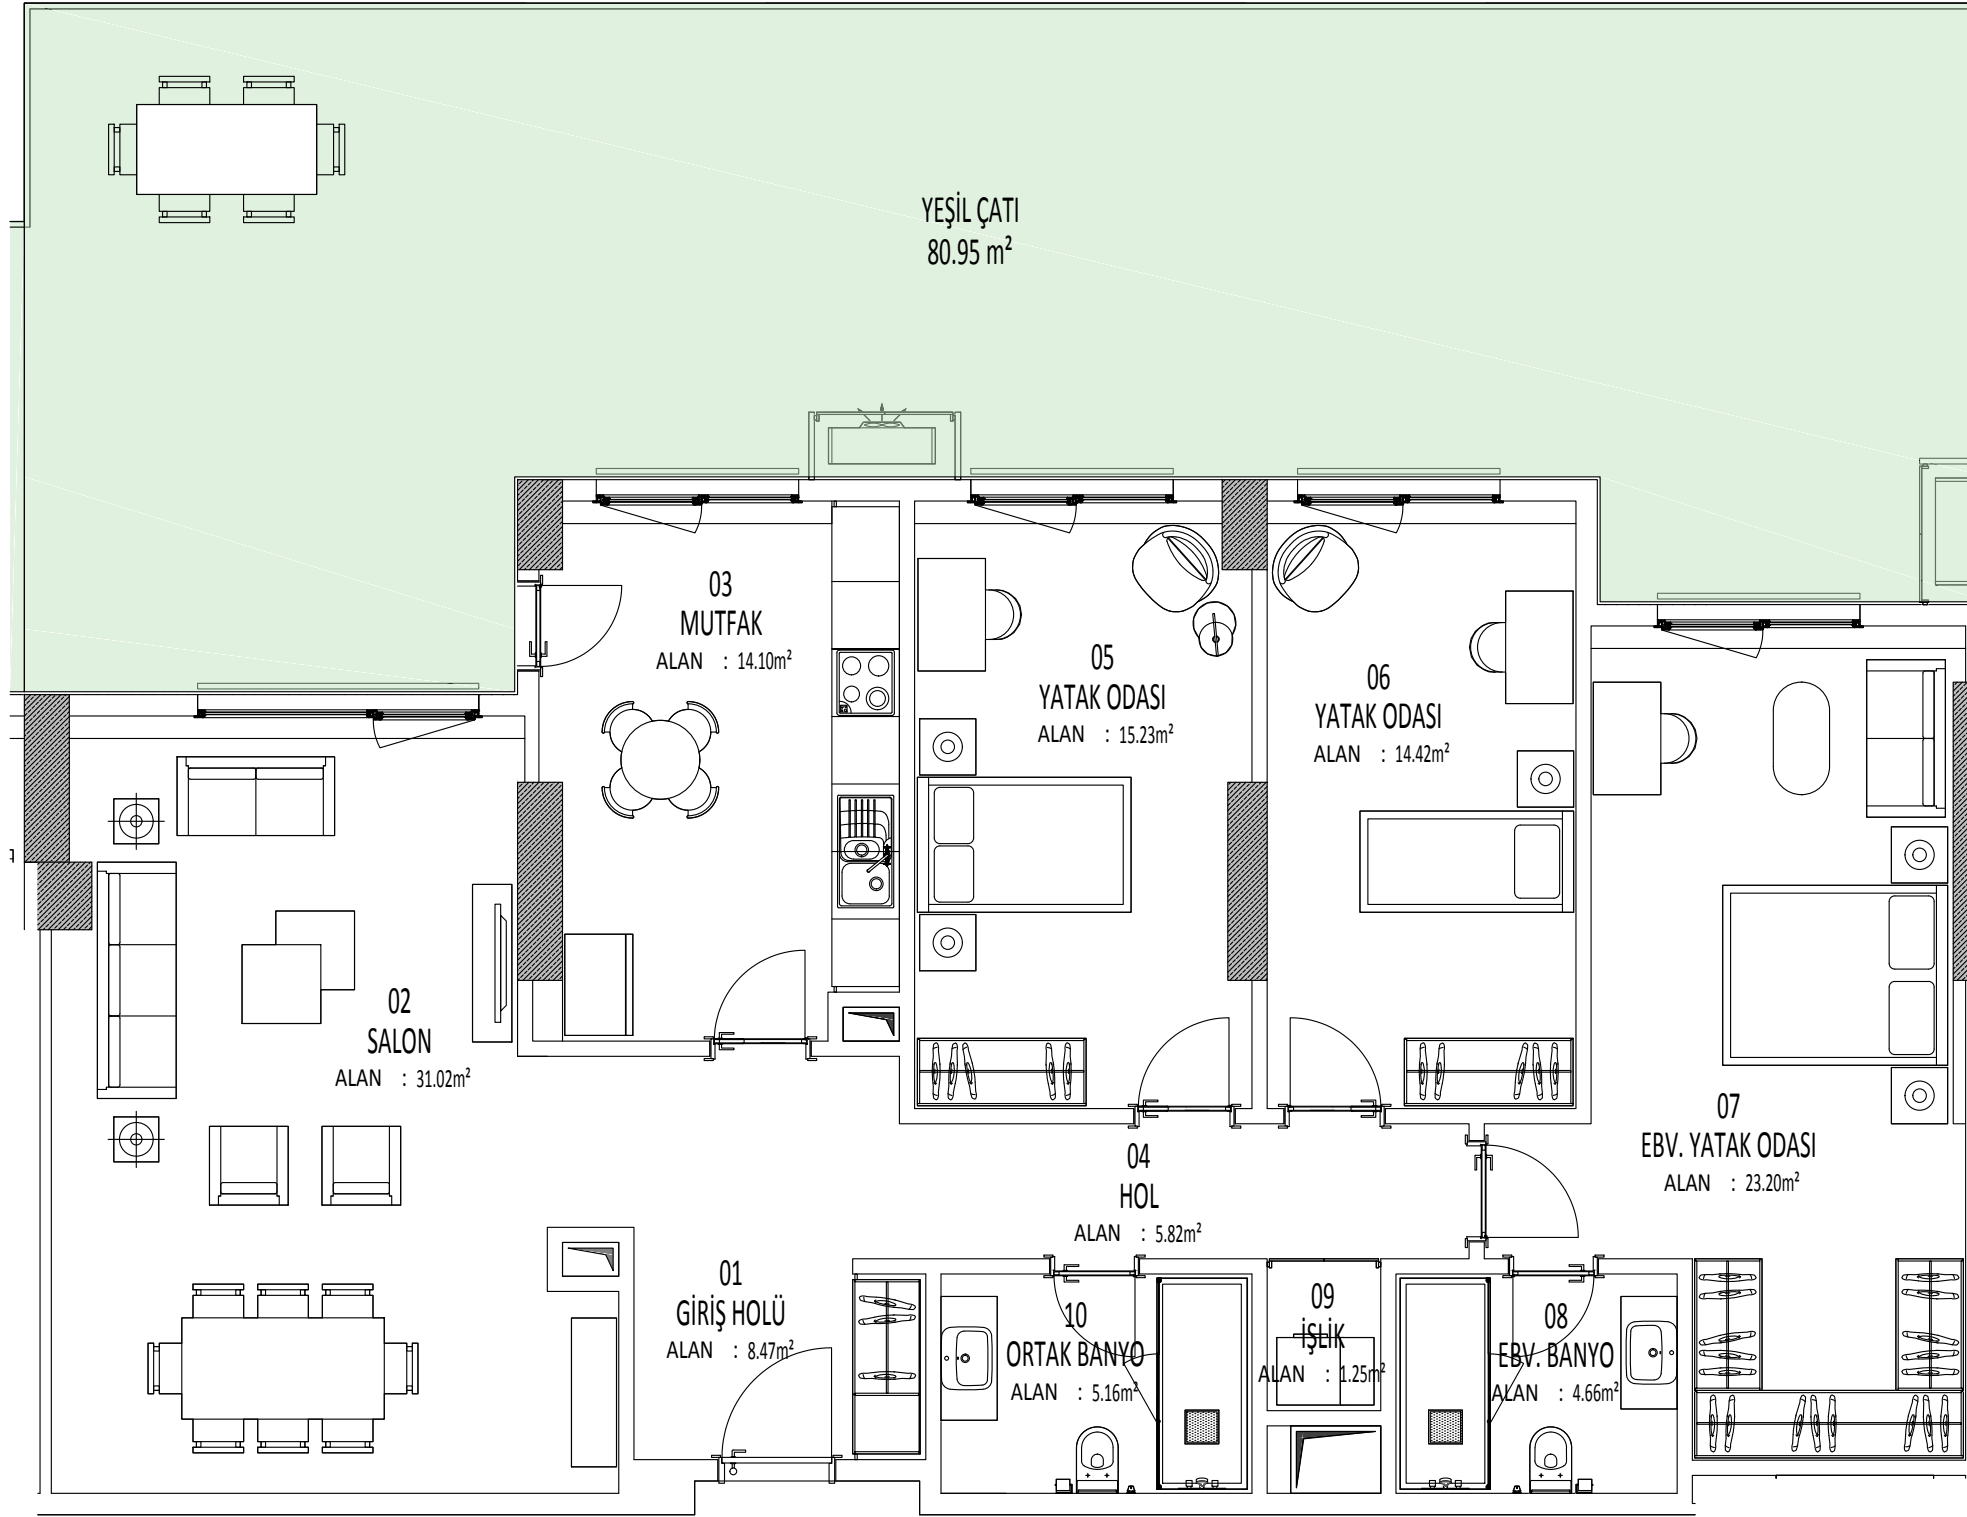 YEŞİL ÇATI
80.95 m²
03
MUTFAK
ALAN : 14.10m²
05
YATAK ODASI
ALAN : 15.23m²
06
YATAK ODASI
ALAN : 14.42m²
02
SALON
ALAN : 31.02m²
07
EBV. YATAK ODASI
ALAN : 23.20m²
04
HOL
ALAN : 5.82m²
01
GİRİŞ HOLÜ
ALAN : 8.47m²
10
ORTAK BANYO
ALAN : 5.16m²
09
İŞLİK
ALAN : 1.25m²
08
EBV. BANYO
ALAN : 4.66m²